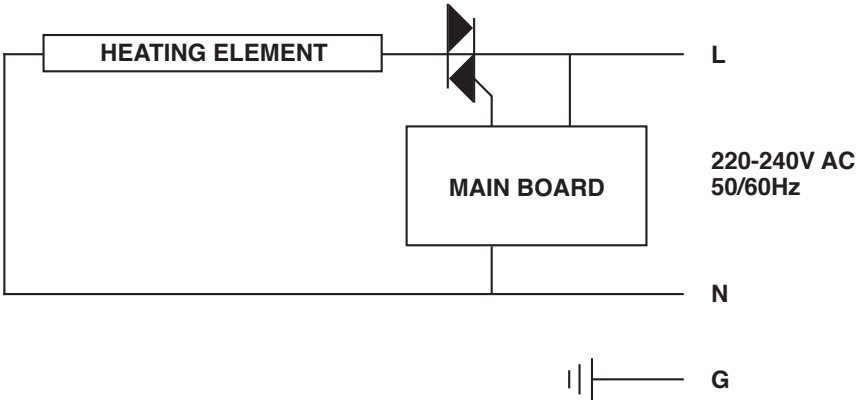 HEATING ELEMENT
L
MAIN BOARD
220-240V AC
50/60Hz
N
G